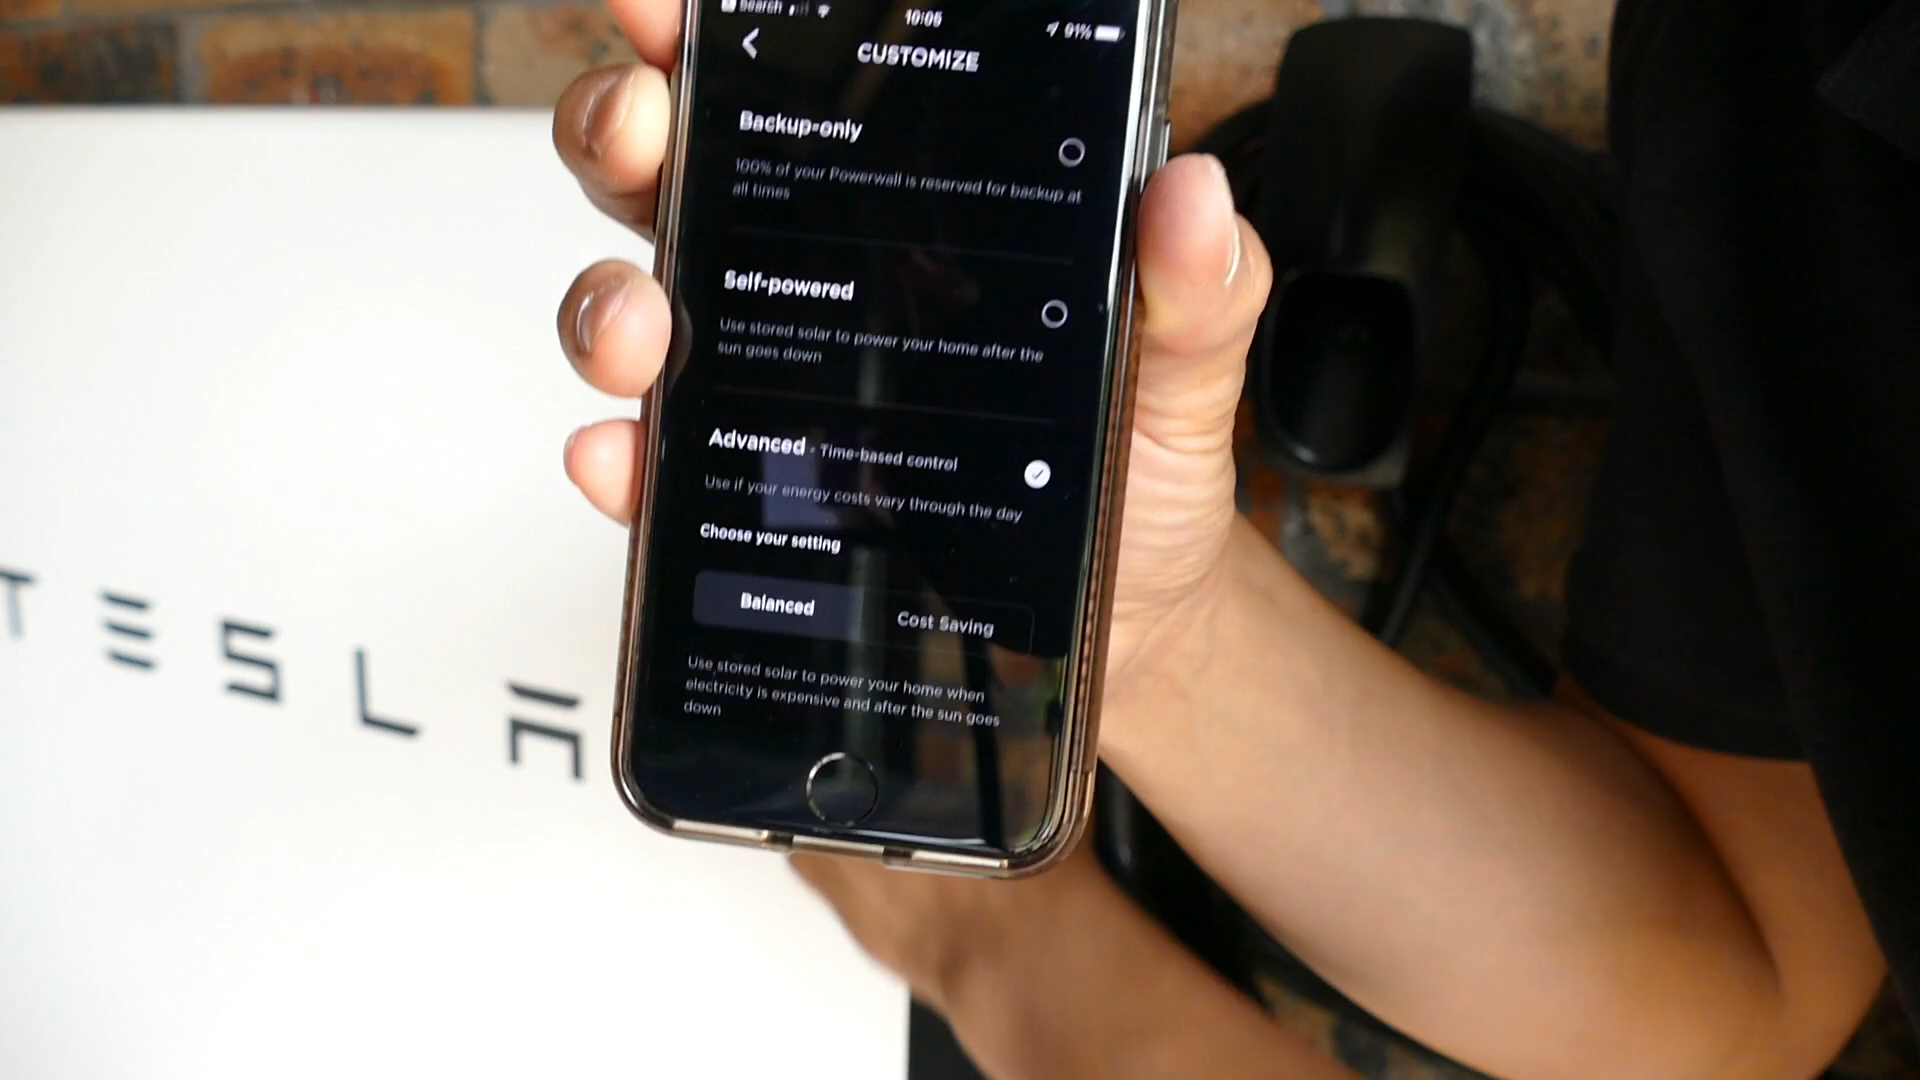 Search
10:05
91%
CUSTOMIZE
Backup-only
100% of your Powerwall is reserved for backup at
all times
Self-powered
Use stored solar to power your home after the
sun goes down
Advanced - Time-based control
Use if your energy costs vary through the day
Choose your setting
Balanced
Cost Saving
Use stored solar to power your home when
electricity is expensive and after the sun goes
down
TESLA